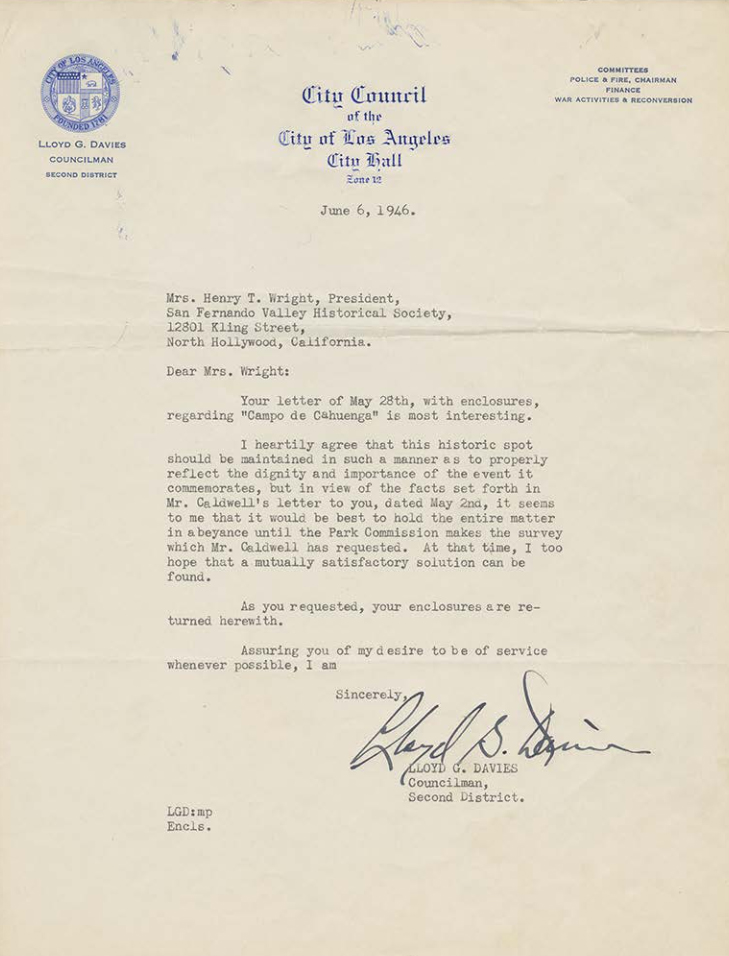 CITY OF LOS ANGELES
FOUNDED 1781
LLOYD G. DAVIES
COUNCILMAN
SECOND DISTRICT
City Council
of the
City of Los Angeles
City Hall
Zone 12
COMMITTEES
POLICE & FIRE, CHAIRMAN
FINANCE
WAR ACTIVITIES & RECONVERSION
June 6, 1946.
Mrs. Henry T. Wright, President,
San Fernando Valley Historical Society,
12801 Kling Street,
North Hollywood, California.
Dear Mrs. Wright:
Your letter of May 28th, with enclosures,
regarding "Campo de Cahuenga" is most interesting.
I heartily agree that this historic spot
should be maintained in such a manner as to properly
reflect the dignity and importance of the event it
commemorates, but in view of the facts set forth in
Mr. Caldwell's letter to you, dated May 2nd, it seems
to me that it would be best to hold the entire matter
in abeyance until the Park Commission makes the survey
which Mr. Caldwell has requested. At that time, I too
hope that a mutually satisfactory solution can be
found.
As you requested, your enclosures are re-
turned herewith.
Assuring you of my desire to be of service
whenever possible, I am
Sincerely,
Lloyd G. Davies
LLOYD G. DAVIES
Councilman,
Second District.
LGD:mp
Encls.